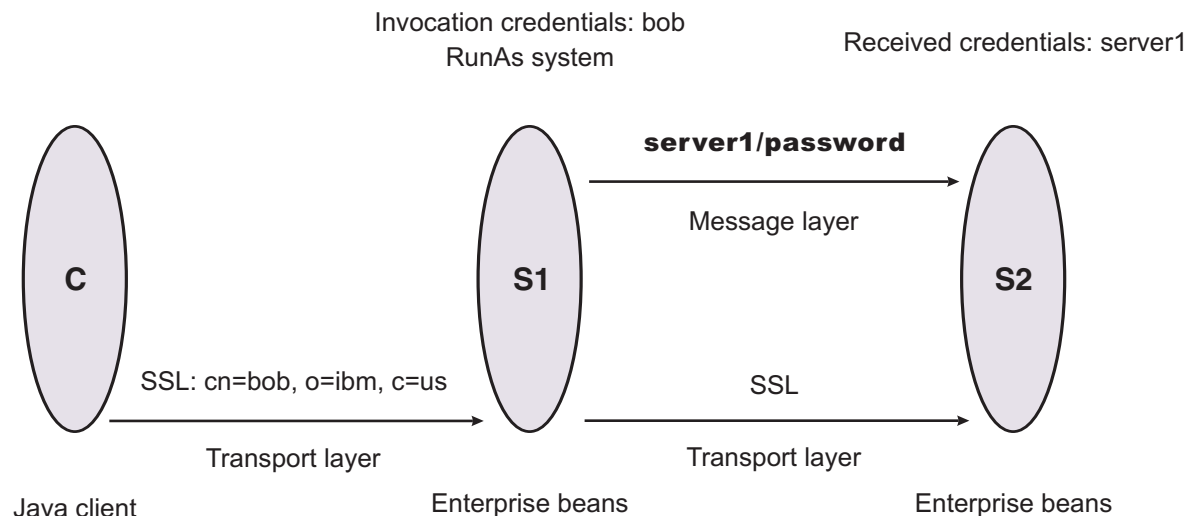 Invocation credentials: bob
RunAs system
Received credentials: server1
server1/password
Message layer
C
S1
S2
SSL: cn=bob, o=ibm, c=us
SSL
Transport layer
Transport layer
Java client
Enterprise beans
Enterprise beans